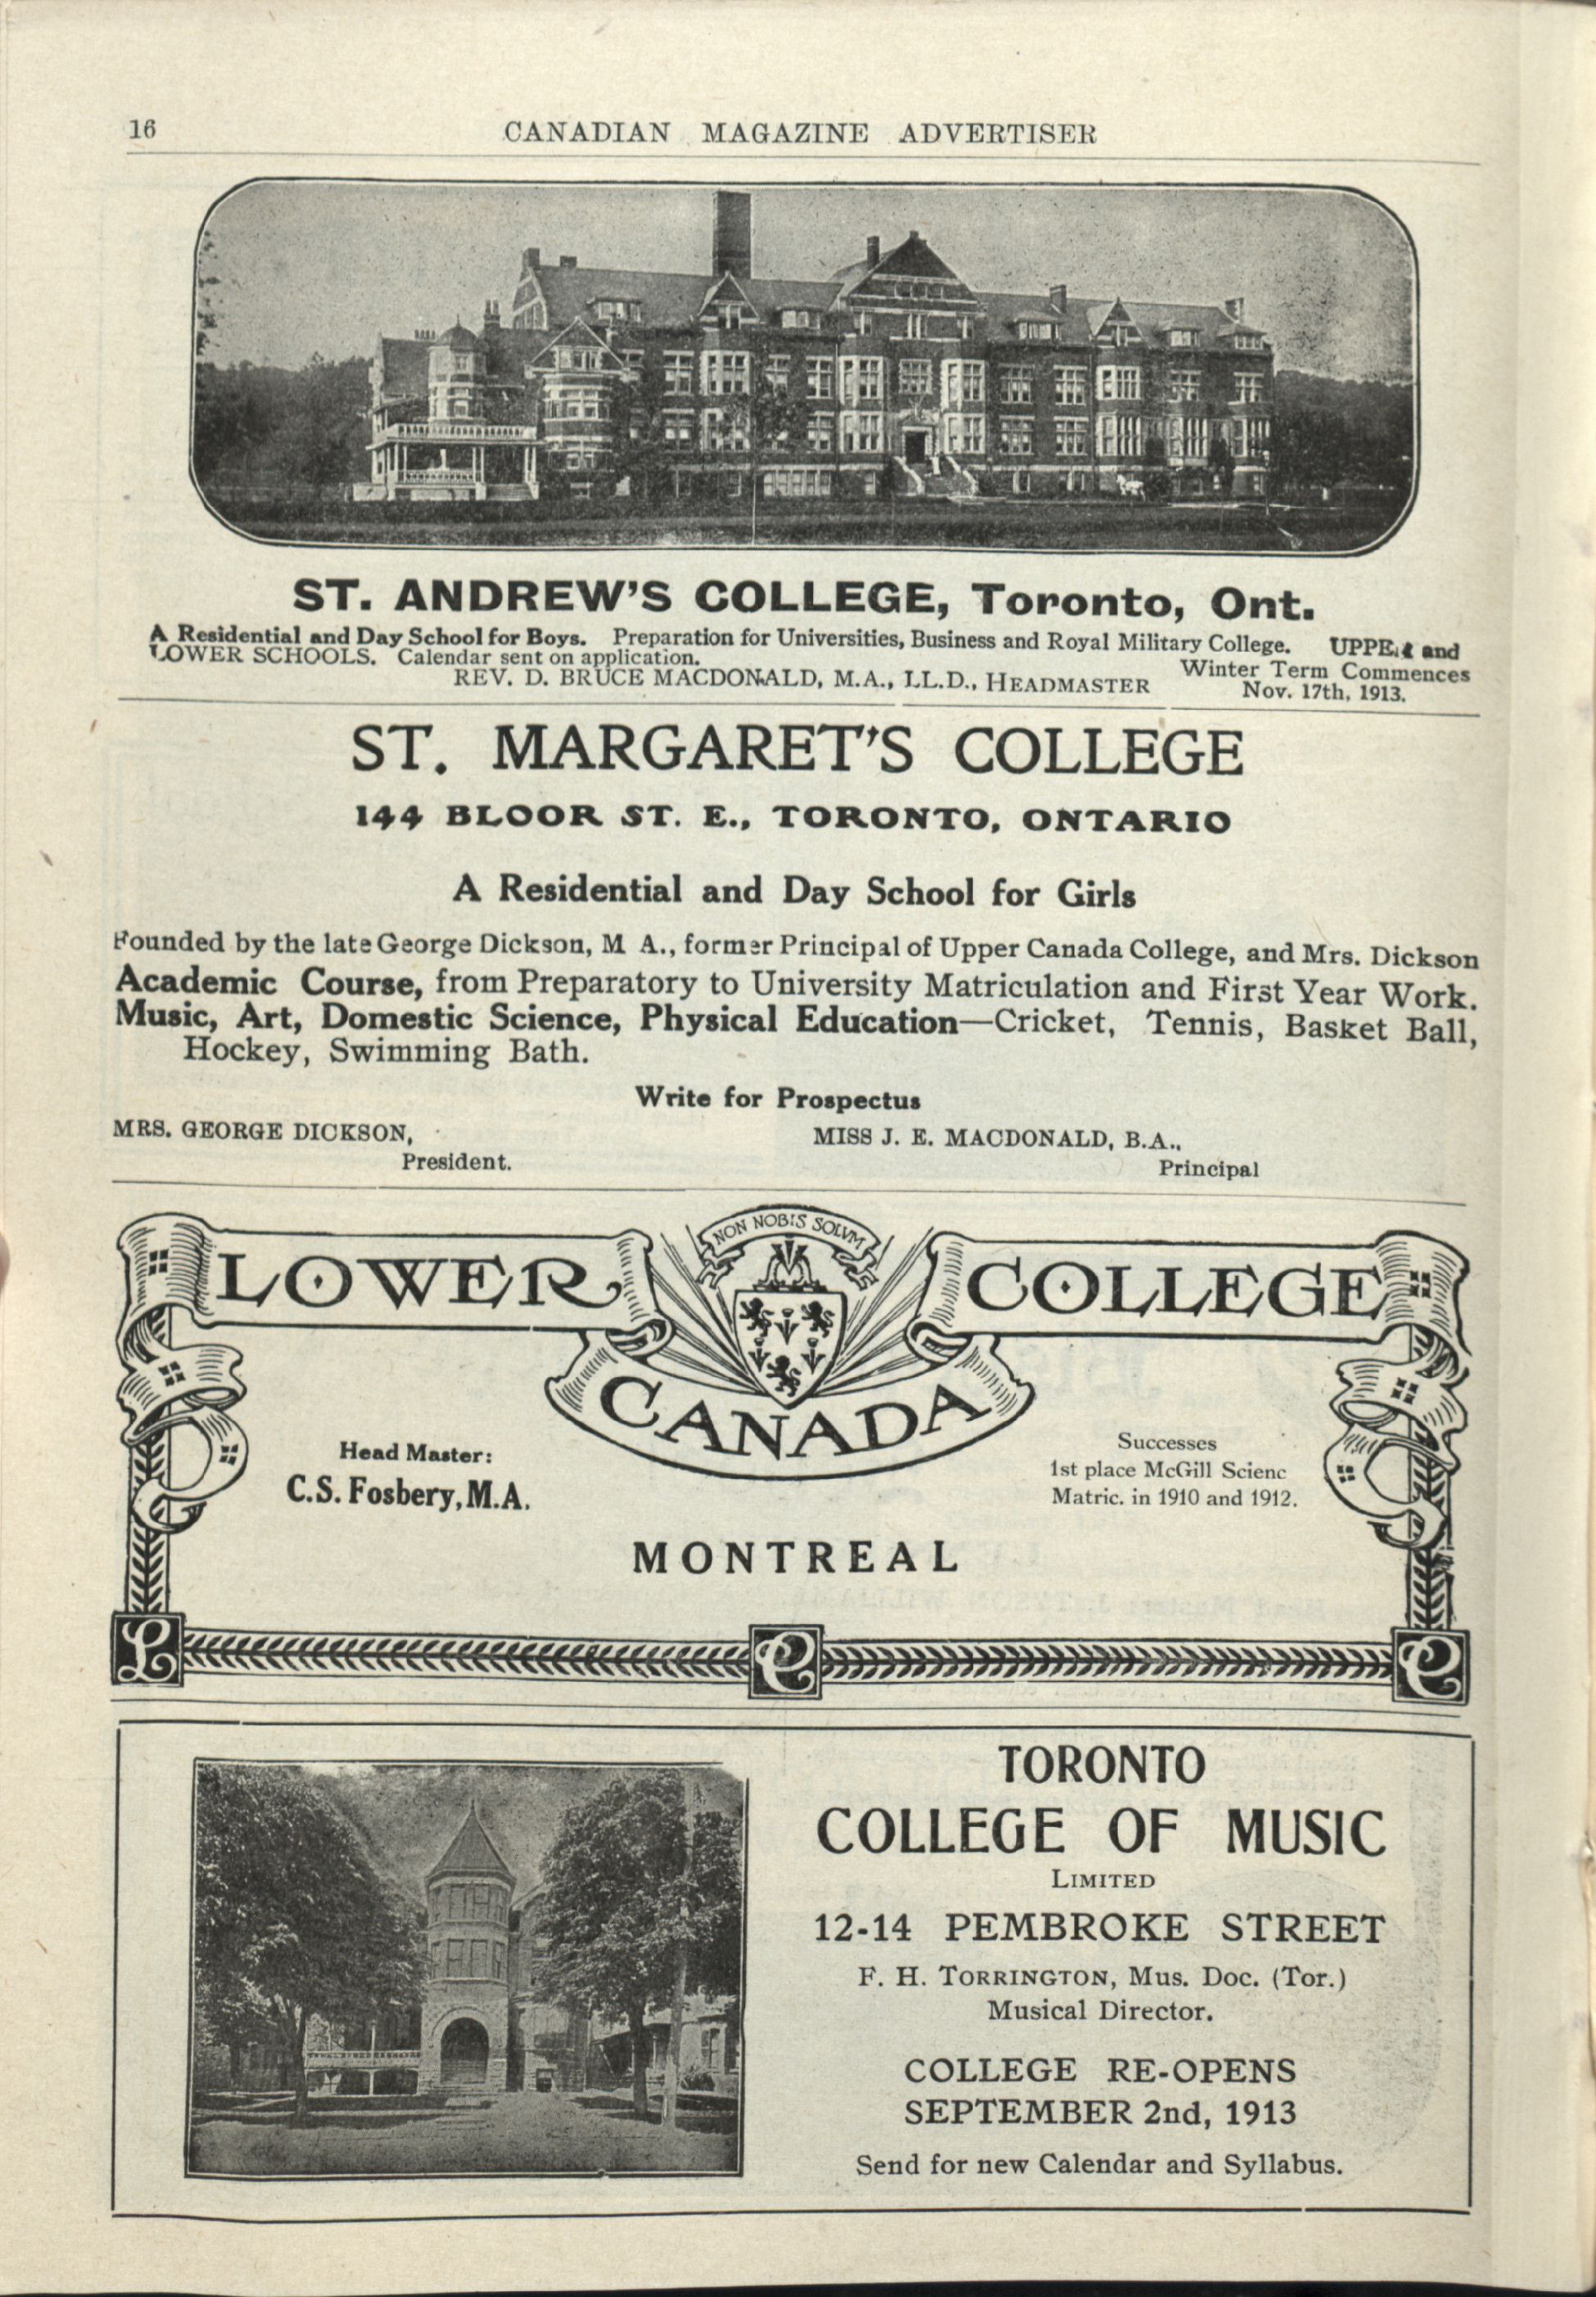 16
CANADIAN MAGAZINE ADVERTISER
ST. ANDREW'S COLLEGE, Toronto, Ont.
A Residential and Day School for Boys. Preparation for Universities, Business and Royal Military College. UPPER and
LOWER SCHOOLS. Calendar sent on application.
REV. D. BRUCE MACDONALD, M.A., LL.D., HEADMASTER
Winter Term Commences
Nov. 17th, 1913.
ST. MARGARET'S COLLEGE
144 BLOOR ST. E., TORONTO, ONTARIO
A Residential and Day School for Girls
Founded by the late George Dickson, M A., former Principal of Upper Canada College, and Mrs. Dickson
Academic Course, from Preparatory to University Matriculation and First Year Work.
Music, Art, Domestic Science, Physical Education—Cricket, Tennis, Basket Ball,
Hockey, Swimming Bath.
Write for Prospectus
MRS. GEORGE DICKSON,
President.
MISS J. E. MACDONALD, B.A.,
Principal
NON NOBIS SOLVM
LOWER
COLLEGE
CANADA
Head Master:
C.S. Fosbery, M.A.
Successes
1st place McGill Scienc
Matric. in 1910 and 1912.
MONTREAL
L C C
TORONTO
COLLEGE OF MUSIC
LIMITED
12-14 PEMBROKE STREET
F. H. TORRINGTON, Mus. Doc. (Tor.)
Musical Director.
COLLEGE RE-OPENS
SEPTEMBER 2nd, 1913
Send for new Calendar and Syllabus.